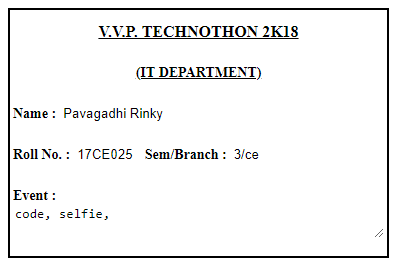 V.V.P. TECHNOTHON 2K18
(IT DEPARTMENT)
Name : Pavagadhi Rinky
Roll No. : 17CE025 Sem/Branch : 3/ce
Event :
code, selfie,